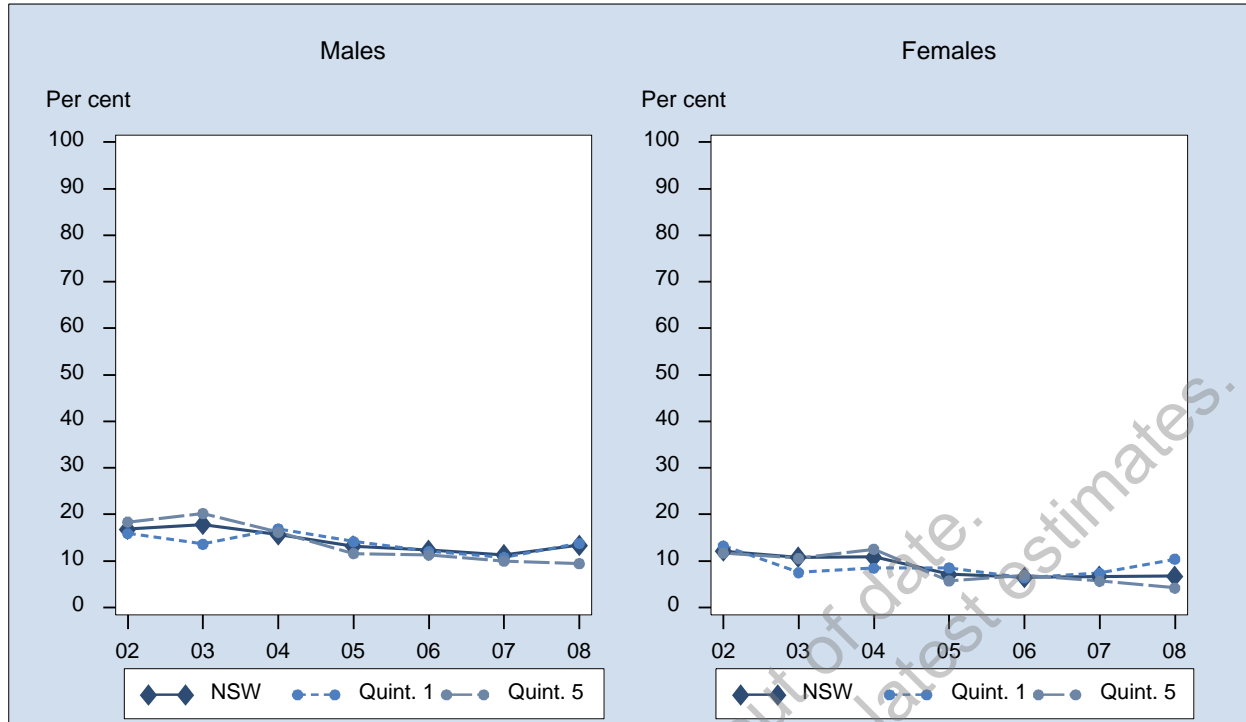 Males
Per cent
100
90
80
70
60
50
40
30
20
10
0
02 03 04 05 06 07 08
NSW Quint. 1 Quint. 5
Females
Per cent
100
90
80
70
60
50
40
30
20
10
0
02 03 04 05 06 07 08
NSW Quint. 1 Quint. 5
out of date.
latest estimates.